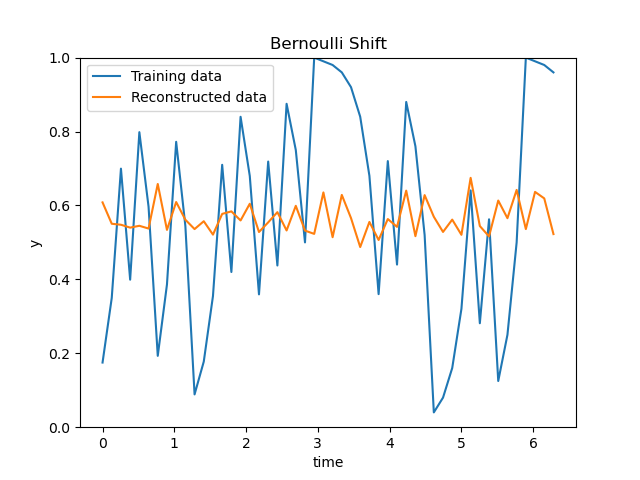 Bernoulli Shift
Training data
Reconstructed data
1.0
0.8
0.6
0.4
0.2
0.0
y
0 1 2 3 4 5 6
time